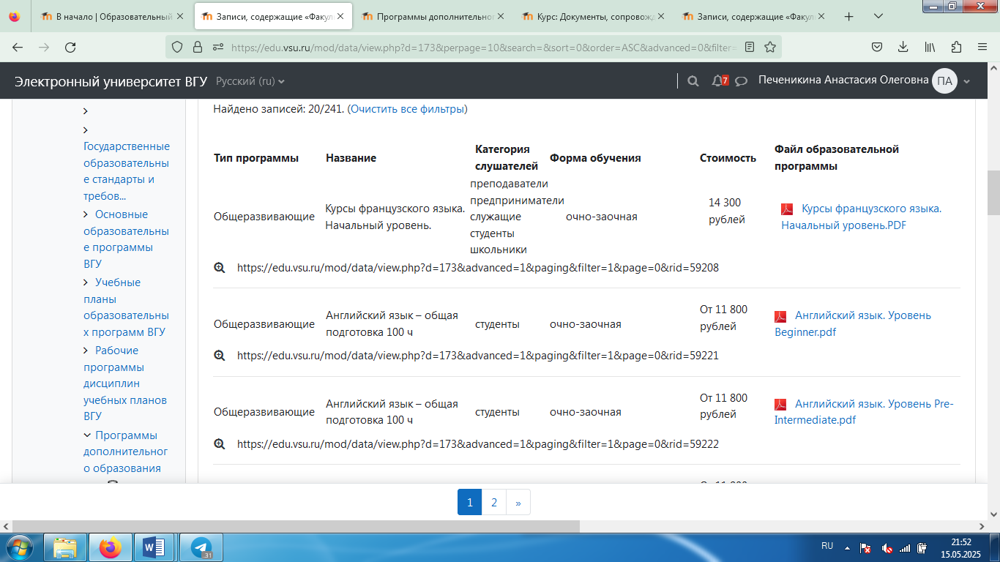 В начало | Образовательный
Записи, содержащие «Факул
Программы дополнительног
Курс: Документы, сопровожд
Записи, содержащие «Факул
https://edu.vsu.ru/mod/data/view.php?d=173&perpage=10&search=&sort=0&order=ASC&advanced=0&filter=
Электронный университет ВГУ
Русский (ru)
7
Печеникина Анастасия Олеговна
ПА
Государственные
образовательны
е стандарты и
требов...
Основные
образовательны
е программы
ВГУ
Учебные
планы
образовательны
х программ ВГУ
Рабочие
программы
дисциплин
учебных планов
ВГУ
Программы
дополнительног
о образования
Найдено записей: 20/241. (Очистить все фильтры)
Тип программы
Название
Категория
слушателей
Форма обучения
Стоимость
Файл образовательной
программы
Общеразвивающие
Курсы французского языка.
Начальный уровень.
преподаватели
предприниматели
служащие
студенты
школьники
очно-заочная
14 300
рублей
Курсы французского языка.
Начальный уровень.PDF
https://edu.vsu.ru/mod/data/view.php?d=173&advanced=1&paging&filter=1&page=0&rid=59208
Общеразвивающие
Английский язык – общая
подготовка 100 ч
студенты
очно-заочная
От 11 800
рублей
Английский язык. Уровень
Beginner.pdf
https://edu.vsu.ru/mod/data/view.php?d=173&advanced=1&paging&filter=1&page=0&rid=59221
Общеразвивающие
Английский язык – общая
подготовка 100 ч
студенты
очно-заочная
От 11 800
рублей
Английский язык. Уровень Pre-
Intermediate.pdf
https://edu.vsu.ru/mod/data/view.php?d=173&advanced=1&paging&filter=1&page=0&rid=59222
1
2
»
31
RU
21:52
15.05.2025